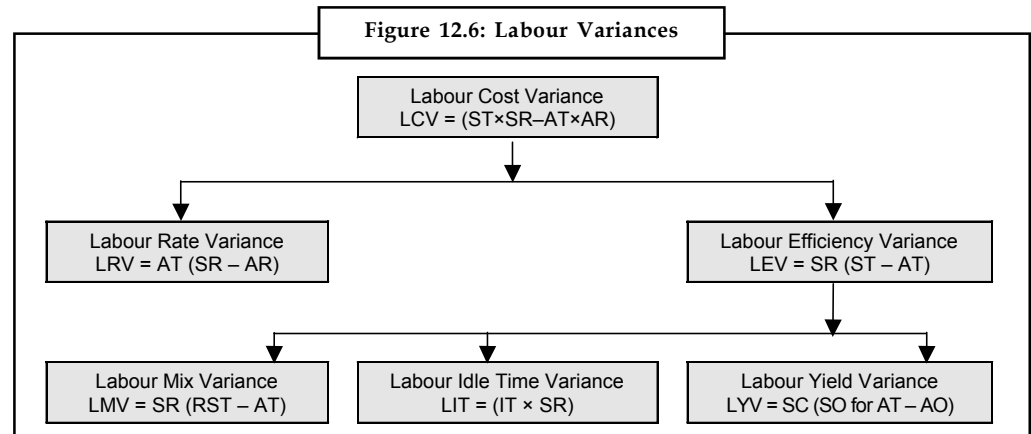 Figure 12.6: Labour Variances
Labour Cost Variance
LCV = (ST×SR–AT×AR)
Labour Rate Variance
LRV = AT (SR – AR)
Labour Efficiency Variance
LEV = SR (ST – AT)
Labour Mix Variance
LMV = SR (RST – AT)
Labour Idle Time Variance
LIT = (IT × SR)
Labour Yield Variance
LYV = SC (SO for AT – AO)